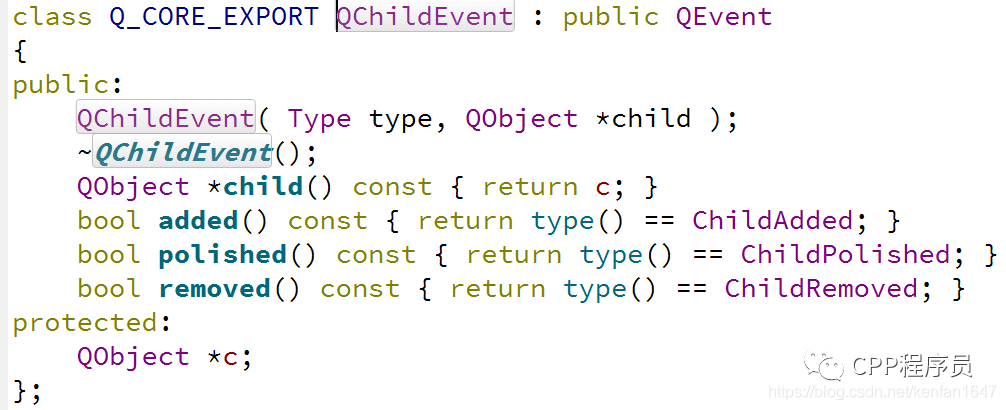 class Q_CORE_EXPORT QChildEvent : public QEvent
{
public:
    QChildEvent( Type type, QObject *child );
    ~QChildEvent();
    QObject *child() const { return c; }
    bool added() const { return type() == ChildAdded; }
    bool polished() const { return type() == ChildPolished; }
    bool removed() const { return type() == ChildRemoved; }
protected:
    QObject *c;
};
CPP程序员
https://blog.csdn.net/kenfan1647